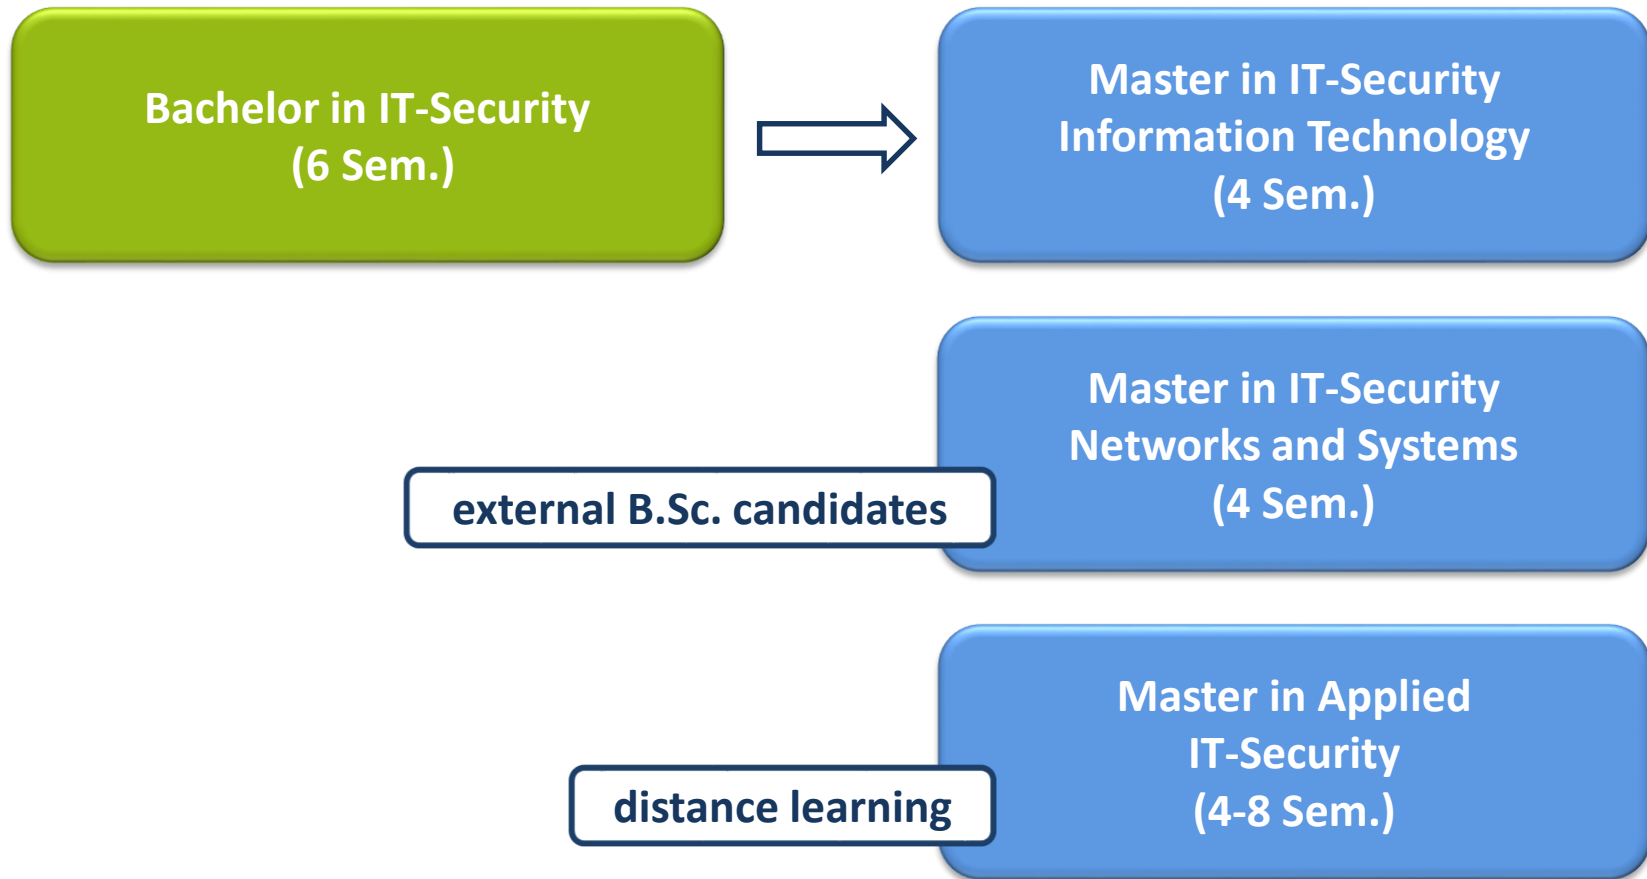 Bachelor in IT-Security
(6 Sem.)
Master in IT-Security
Information Technology
(4 Sem.)
Master in IT-Security
Networks and Systems
(4 Sem.)
external B.Sc. candidates
Master in Applied
IT-Security
(4-8 Sem.)
distance learning